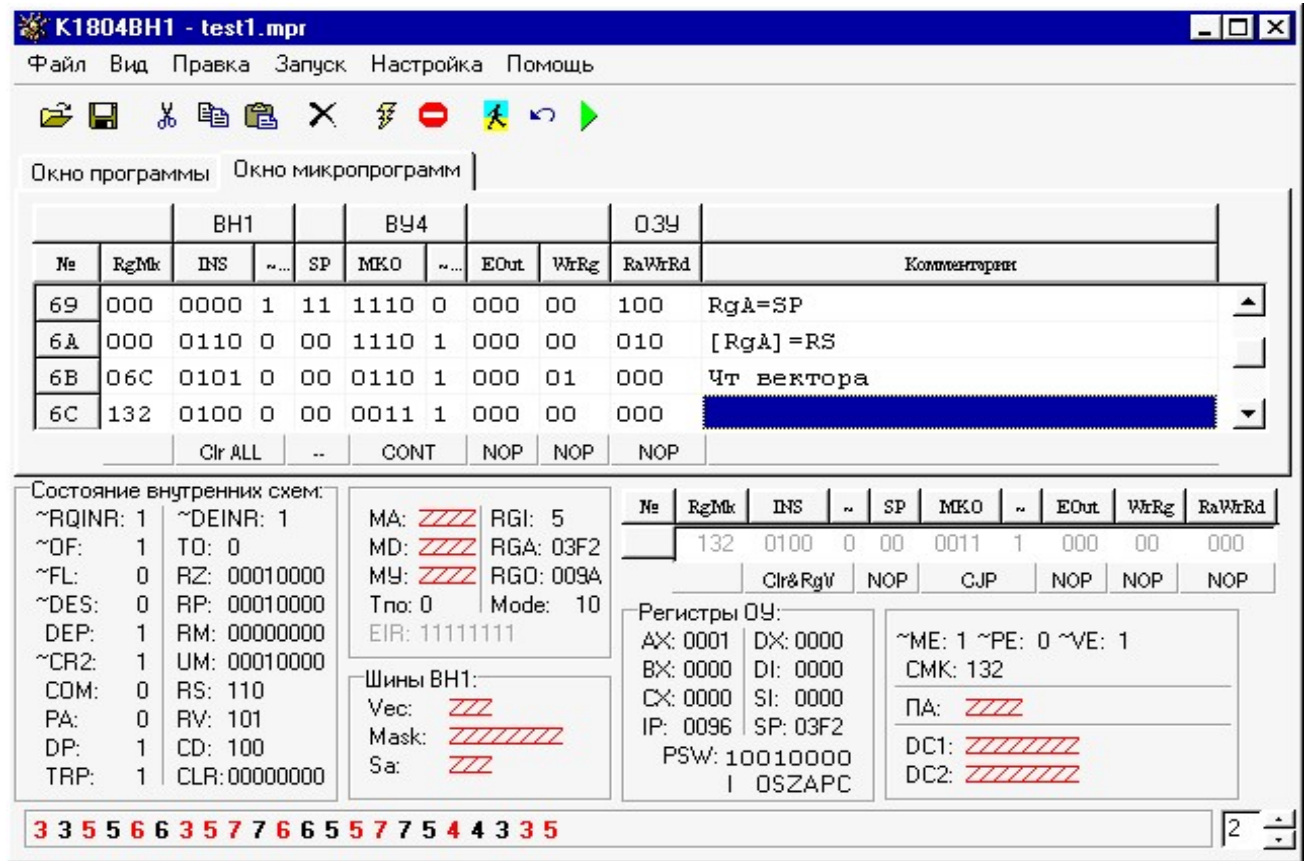 K1804BH1 - test1.mpr
Файл Вид Правка Запуск Настройка Помощь
Окно программы Окно микропрограмм
ВН1 ВУ4 ОЗУ
№ RgMk INS ~... SP МКО ~... EOut WrRg RaWrRd Комментарии
69 000 0000 1 11 1110 0 000 00 100 RgA=SP
6A 000 0110 0 00 1110 1 000 00 010 [RgA]=RS
6B 06C 0101 0 00 0110 1 000 01 000 Чт вектора
6C 132 0100 0 00 0011 1 000 00 000
Clr ALL -- CONT NOP NOP NOP
Состояние внутренних схем:
~RQINR: 1 ~DEINR: 1
~OF: 1 TO: 0
~FL: 0 RZ: 00010000
~DES: 0 RP: 00010000
DEP: 1 RM: 00000000
~CR2: 1 UM: 00010000
COM: 0 RS: 110
PA: 0 RV: 101
DP: 1 CD: 100
TRP: 1 CLR: 00000000
MA: ZZZZ RGI: 5
MD: ZZZZ RGA: 03F2
МУ: ZZZZ RGO: 009A
Тпо: 0 Mode: 10
EIR: 11111111
Шины ВН1:
Vec: ZZZ
Mask: ZZZZZZZZ
Sa: ZZZ
№ RgMk INS ~ SP МКО ~ EOut WrRg RaWrRd
132 0100 0 00 0011 1 000 00 000
Clr&RgV NOP CJP NOP NOP NOP
Регистры ОУ:
AX: 0001 DX: 0000
BX: 0000 DI: 0000
CX: 0000 SI: 0000
IP: 0096 SP: 03F2
PSW: 10010000
I OSZAPC
~ME: 1 ~PE: 0 ~VE: 1
СМК: 132
ПА: ZZZZ
DC1: ZZZZZZZZ
DC2: ZZZZZZZZ
3 3 5 5 6 6 3 5 7 7 6 6 5 5 7 7 5 4 4 3 3 5
2